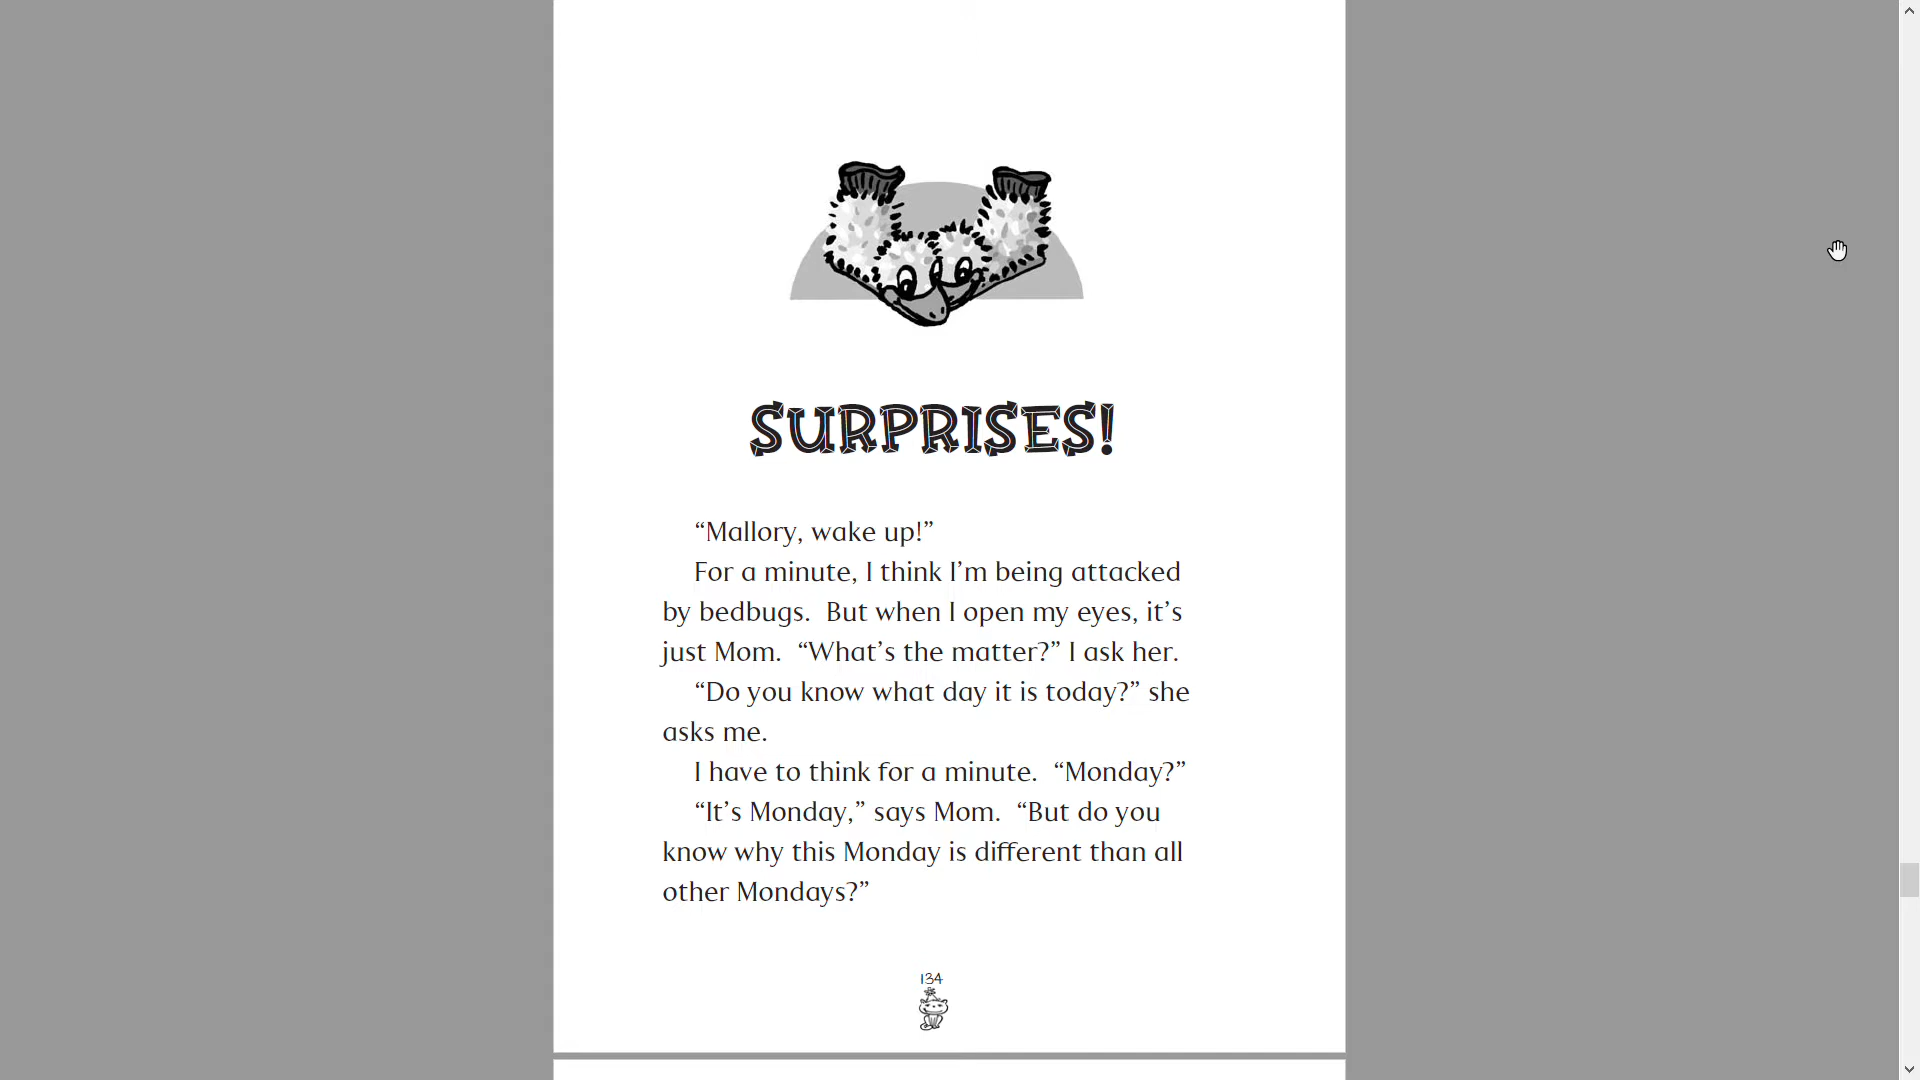 SURPRISES!
“Mallory, wake up!”
For a minute, I think I’m being attacked
by bedbugs.  But when I open my eyes, it’s
just Mom.  “What’s the matter?” I ask her.
“Do you know what day it is today?” she
asks me.
I have to think for a minute.  “Monday?”
“It’s Monday,” says Mom.  “But do you
know why this Monday is different than all
other Mondays?”
134